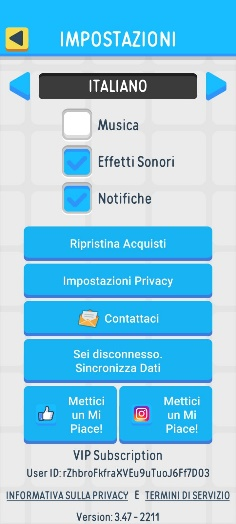 IMPOSTAZIONI
ITALIANO
Musica
Effetti Sonori
Notifiche
Ripristina Acquisti
Impostazioni Privacy
Contattaci
Sei disconnesso.
Sincronizza Dati
Mettici
un Mi
Piace!
Mettici
un Mi
Piace!
VIP Subscription
User ID: rZhbroFkfraXVEu9uTuoJ6Ff7D03
INFORMATIVA SULLA PRIVACY E TERMINI DI SERVIZIO
Version: 3.47 - 2211